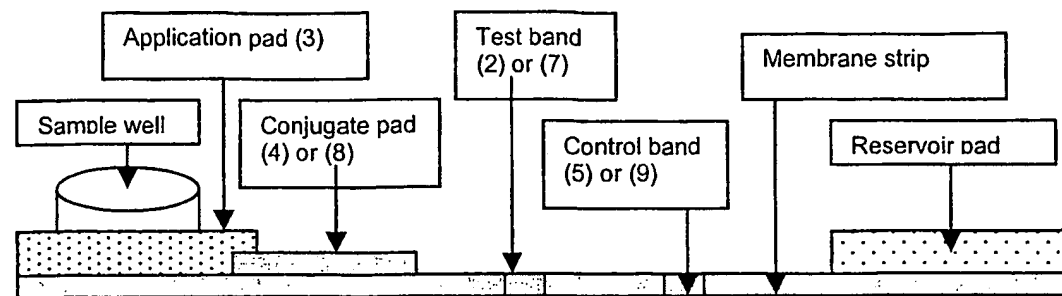 Application pad (3)
Test band
(2) or (7)
Membrane strip
Sample well
Conjugate pad
(4) or (8)
Control band
(5) or (9)
Reservoir pad